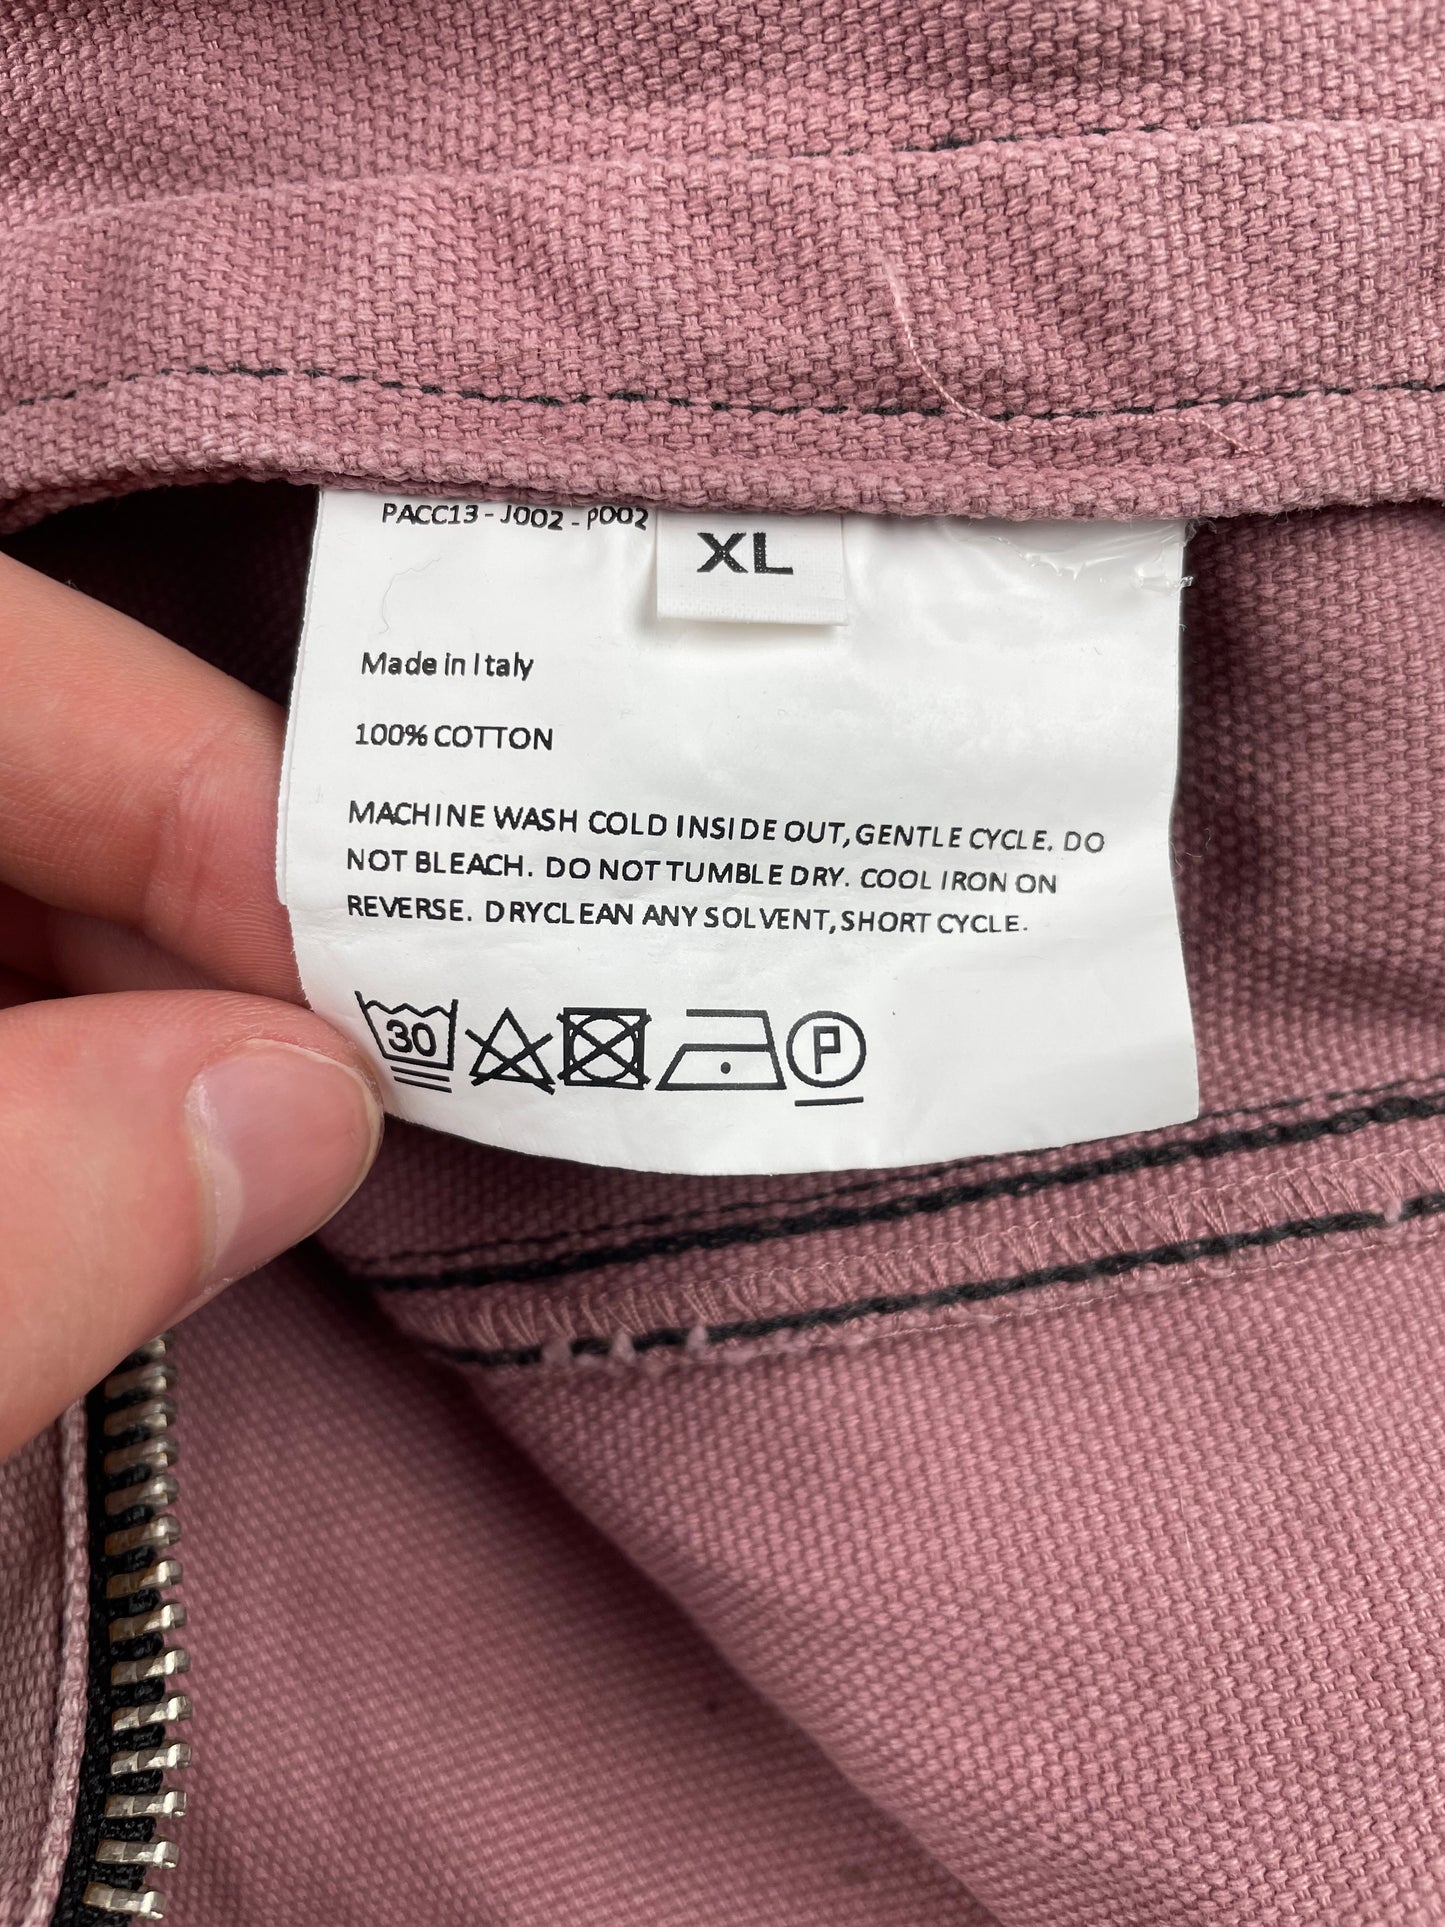 PACC13 - J002 - P002
XL
Made in Italy
100% COTTON
MACHINE WASH COLD INSIDE OUT, GENTLE CYCLE. DO
NOT BLEACH. DO NOT TUMBLE DRY. COOL IRON ON
REVERSE. DRYCLEAN ANY SOLVENT, SHORT CYCLE.
30 P